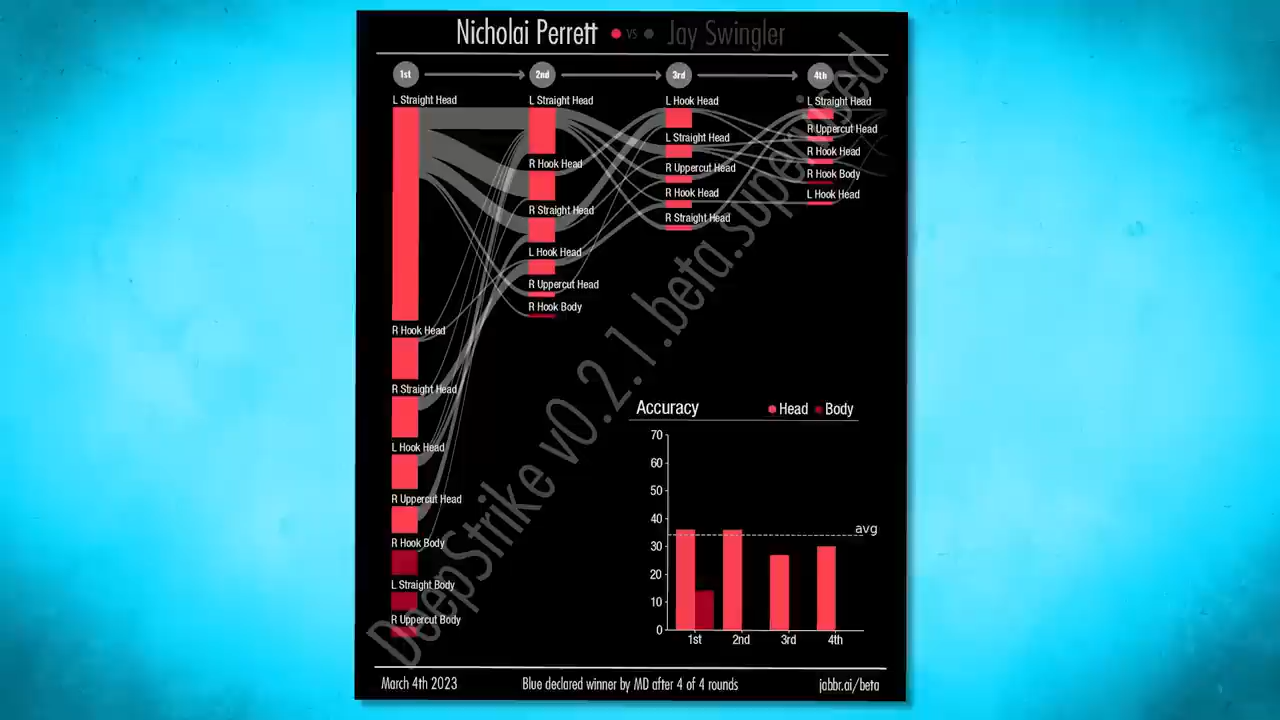 Nicholai Perrett vs Jay Swingler
1st 2nd 3rd 4th
L Straight Head
R Hook Head
R Straight Head
L Hook Head
R Uppercut Head
R Hook Body
L Straight Body
R Uppercut Body
L Straight Head
R Hook Head
R Straight Head
L Hook Head
R Uppercut Head
R Hook Body
L Hook Head
L Straight Head
R Uppercut Head
R Hook Head
R Straight Head
L Straight Head
R Uppercut Head
R Hook Head
R Hook Body
L Hook Head
DeepStrike v0.2.1.beta.supervised
Accuracy Head Body
70
60
50
40
30
20
10
0
avg
1st 2nd 3rd 4th
March 4th 2023 Blue declared winner by MD after 4 of 4 rounds jabbr.ai/beta